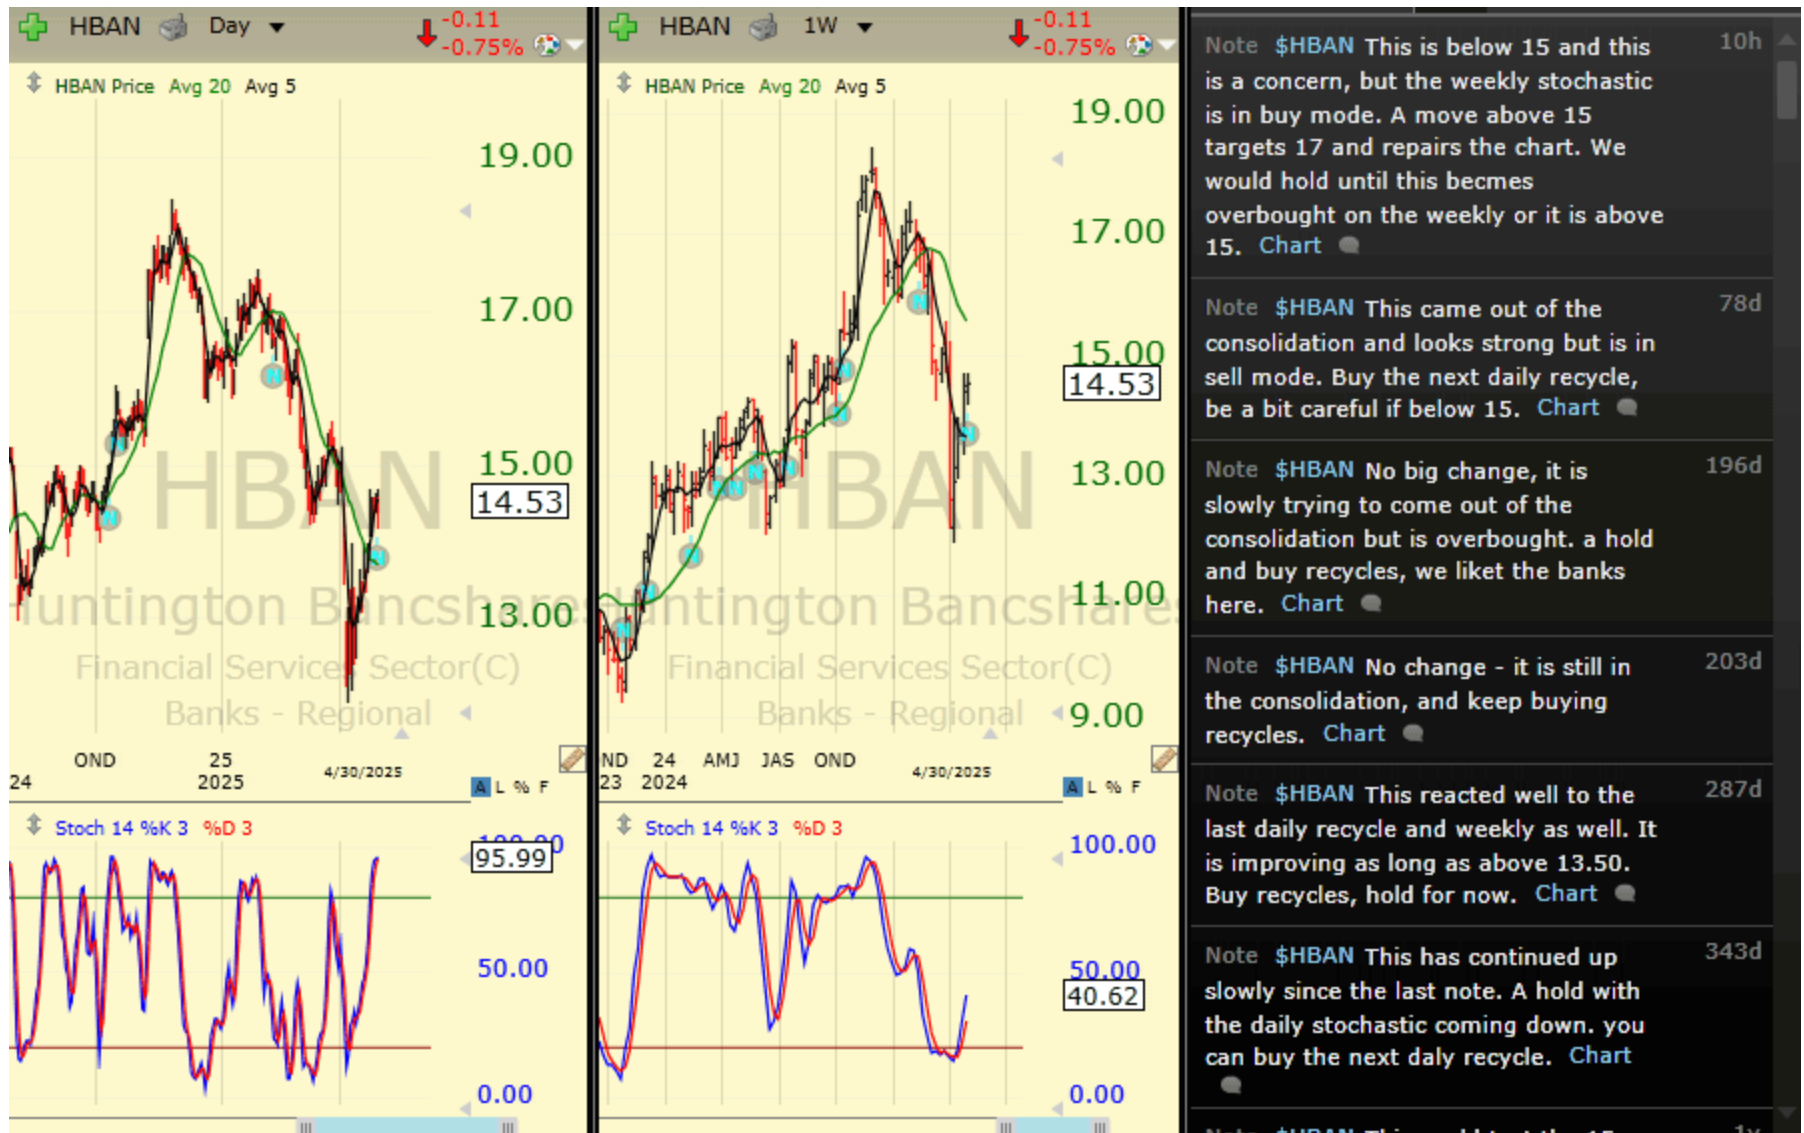 HBAN Day
-0.11
-0.75%
HBAN Price Avg 20 Avg 5
19.00
17.00
15.00
14.53
13.00
HBAN
Huntington Bancshares
Financial Services Sector(C)
Banks - Regional
OND 25
24 2025 4/30/2025
A L % F
Stoch 14 %K 3 %D 3
100.00
95.99
50.00
0.00
HBAN 1W
-0.11
-0.75%
HBAN Price Avg 20 Avg 5
19.00
17.00
15.00
14.53
13.00
11.00
9.00
HBAN
Huntington Bancshares
Financial Services Sector(C)
Banks - Regional
ND 24 AMJ JAS OND
23 2024 4/30/2025
A L % F
Stoch 14 %K 3 %D 3
100.00
50.00
40.62
0.00
Note $HBAN This is below 15 and this 10h
is a concern, but the weekly stochastic
is in buy mode. A move above 15
targets 17 and repairs the chart. We
would hold until this becmes
overbought on the weekly or it is above
15. Chart
Note $HBAN This came out of the 78d
consolidation and looks strong but is in
sell mode. Buy the next daily recycle,
be a bit careful if below 15. Chart
Note $HBAN No big change, it is 196d
slowly trying to come out of the
consolidation but is overbought. a hold
and buy recycles, we liket the banks
here. Chart
Note $HBAN No change - it is still in 203d
the consolidation, and keep buying
recycles. Chart
Note $HBAN This reacted well to the 287d
last daily recycle and weekly as well. It
is improving as long as above 13.50.
Buy recycles, hold for now. Chart
Note $HBAN This has continued up 343d
slowly since the last note. A hold with
the daily stochastic coming down. you
can buy the next daly recycle. Chart